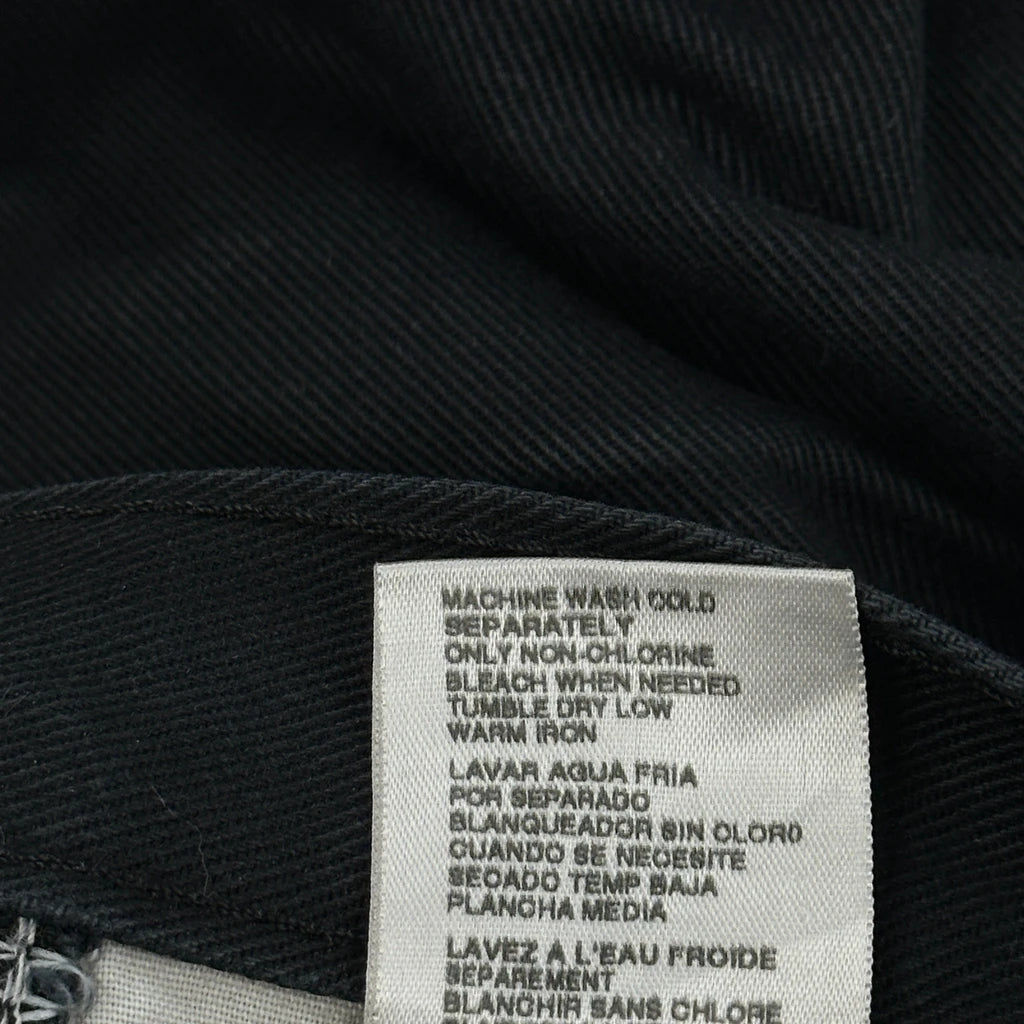 MACHINE WASH COLD
SEPARATELY
ONLY NON-CHLORINE
BLEACH WHEN NEEDED
TUMBLE DRY LOW
WARM IRON
LAVAR AGUA FRIA
POR SEPARADO
BLANQUEADOR SIN CLORO
CUANDO SE NECESITE
SECADO TEMP BAJA
PLANCHA MEDIA
LAVEZ A L'EAU FROIDE
SEPAREMENT
BLANCHIR SANS CHLORE